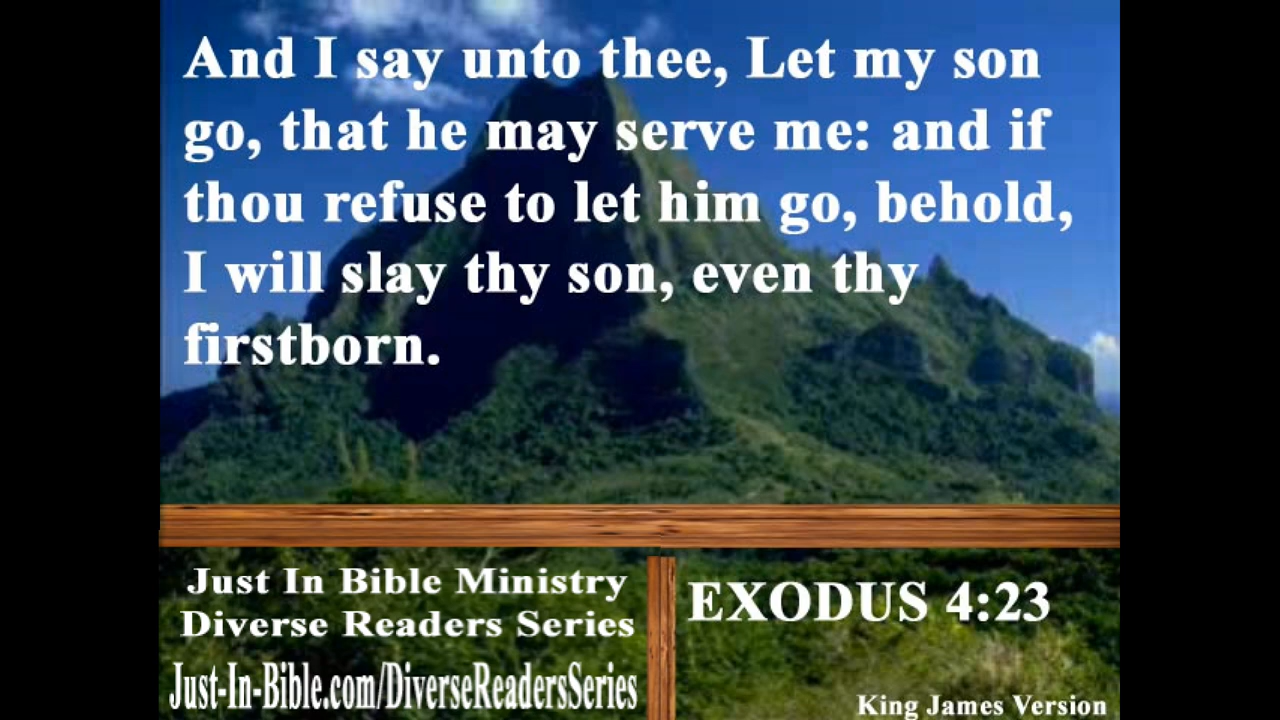 And I say unto thee, Let my son
go, that he may serve me: and if
thou refuse to let him go, behold,
I will slay thy son, even thy
firstborn.
Just In Bible Ministry
Diverse Readers Series
Just-In-Bible.com/DiverseReadersSeries
EXODUS 4:23
King James Version